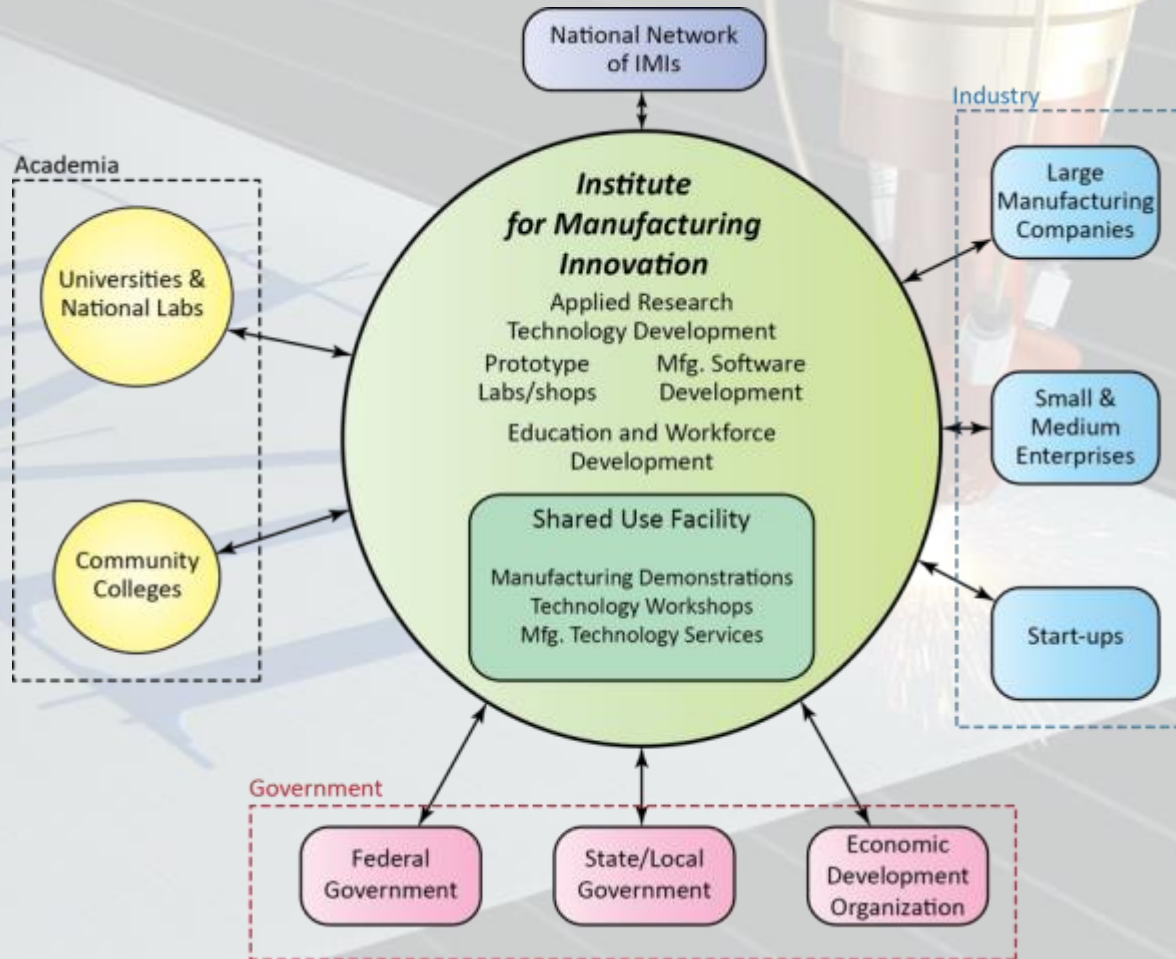 National Network
of IMIs
Industry
Academia
Institute
for Manufacturing
Innovation
Applied Research
Technology Development
Prototype
Labs/shops
Mfg. Software
Development
Education and Workforce
Development
Shared Use Facility
Manufacturing Demonstrations
Technology Workshops
Mfg. Technology Services
Universities &
National Labs
Community
Colleges
Large
Manufacturing
Companies
Small &
Medium
Enterprises
Start-ups
Government
Federal
Government
State/Local
Government
Economic
Development
Organization